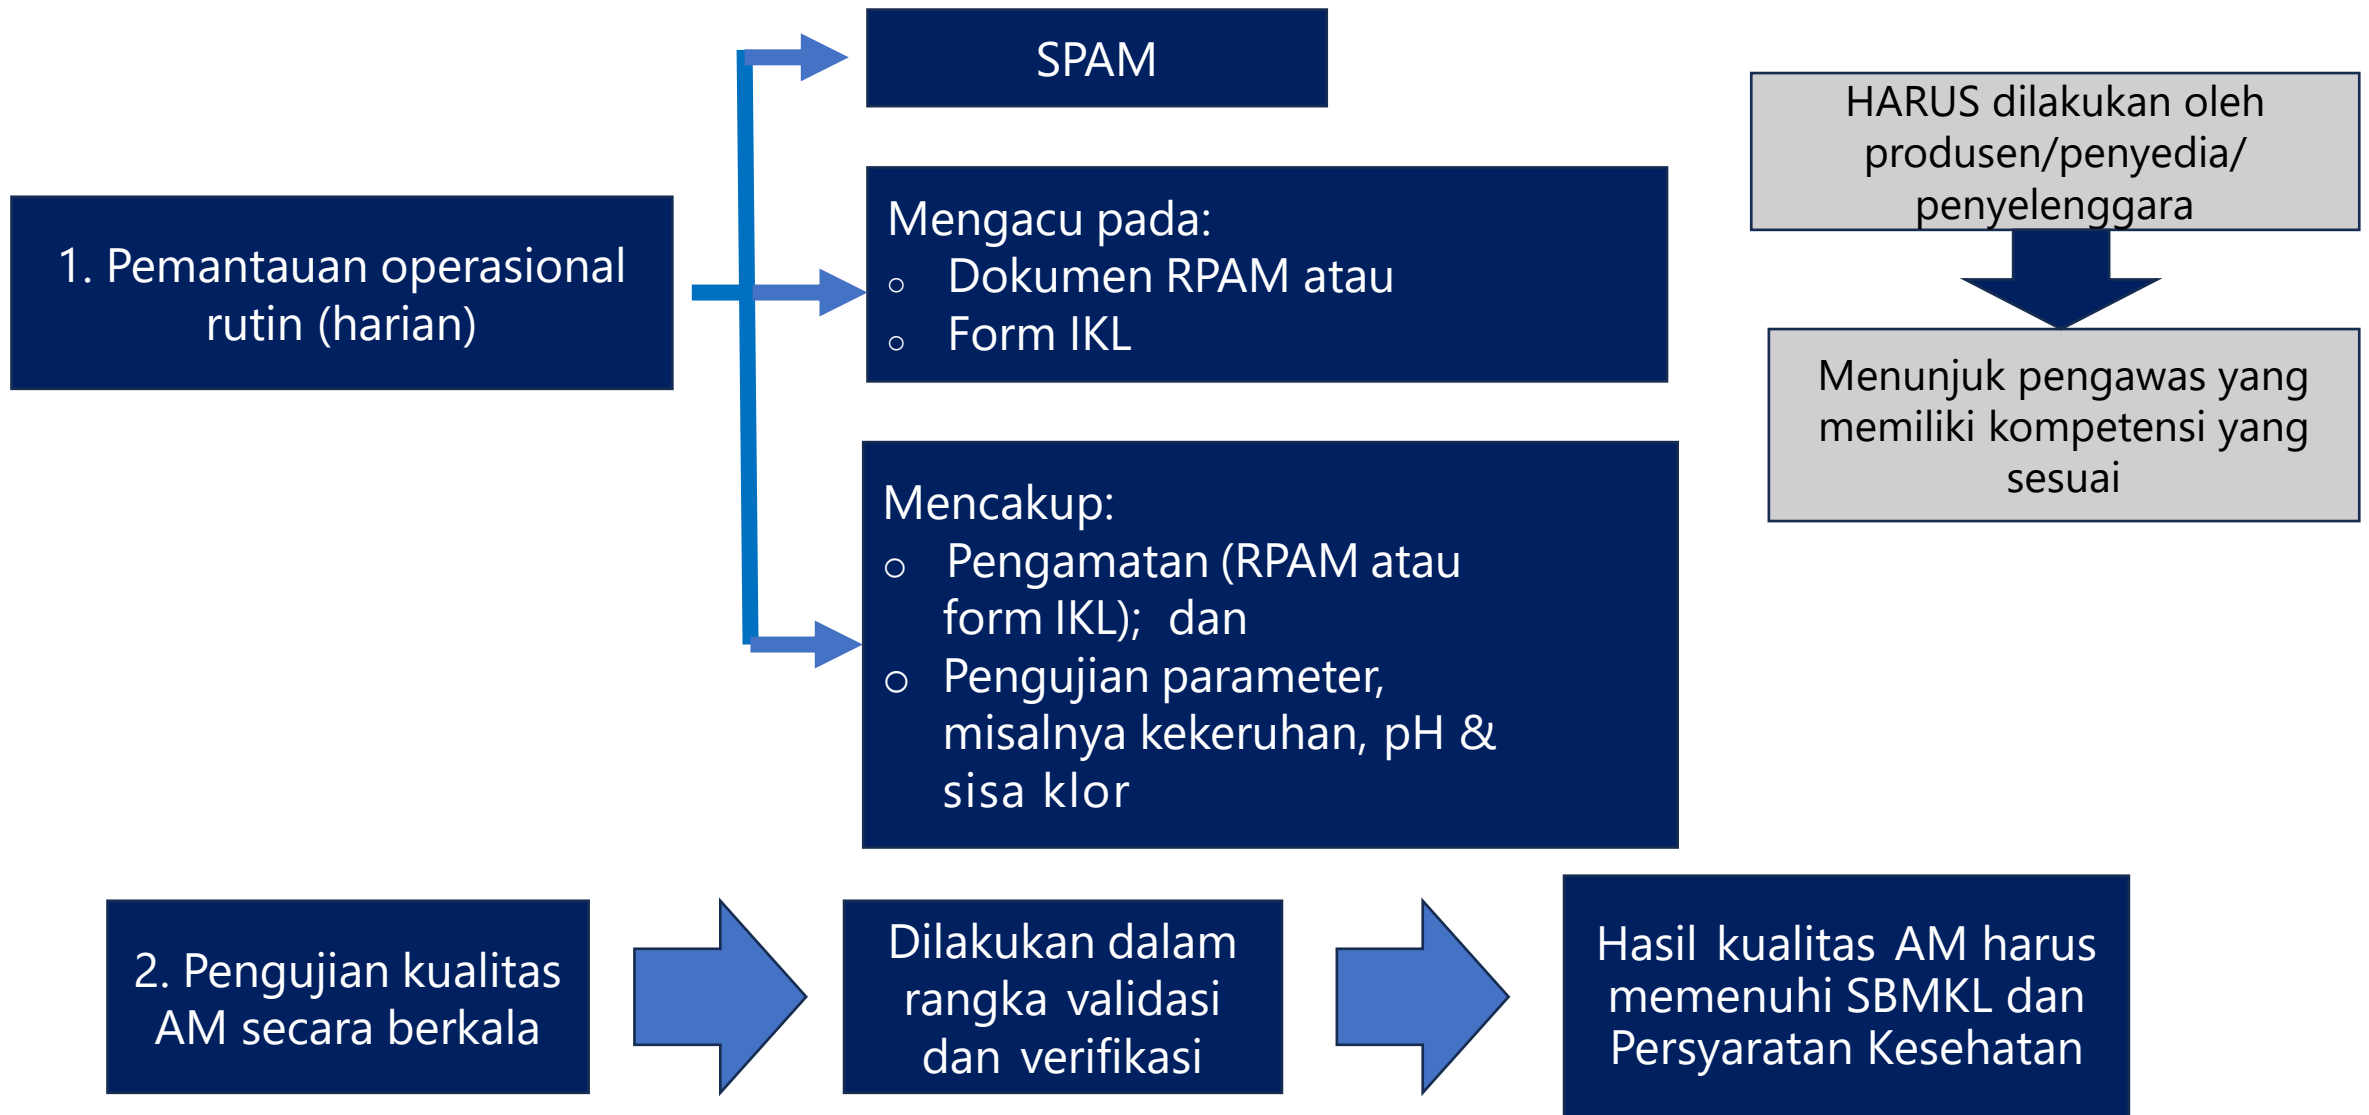 SPAM
HARUS dilakukan oleh
produsen/penyedia/
penyelenggara
1. Pemantauan operasional
rutin (harian)
Mengacu pada:
o Dokumen RPAM atau
o Form IKL
Menunjuk pengawas yang
memiliki kompetensi yang
sesuai
Mencakup:
o Pengamatan (RPAM atau
form IKL); dan
o Pengujian parameter,
misalnya kekeruhan, pH &
sisa klor
2. Pengujian kualitas
AM secara berkala
Dilakukan dalam
rangka validasi
dan verifikasi
Hasil kualitas AM harus
memenuhi SBMKL dan
Persyaratan Kesehatan